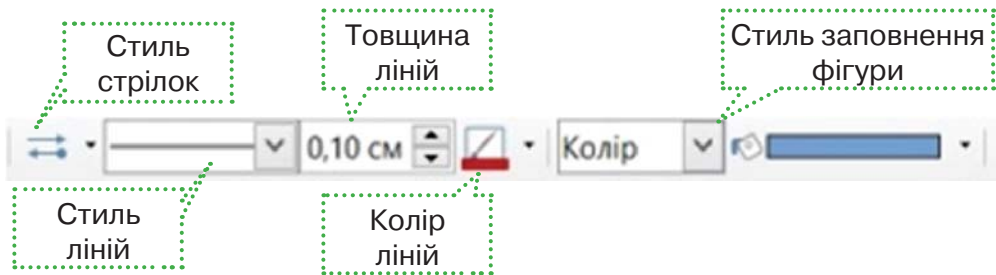 Стиль
стрілок
Товщина
ліній
Стиль заповнення
фігури
0,10 см
Колір
Стиль
ліній
Колір
ліній